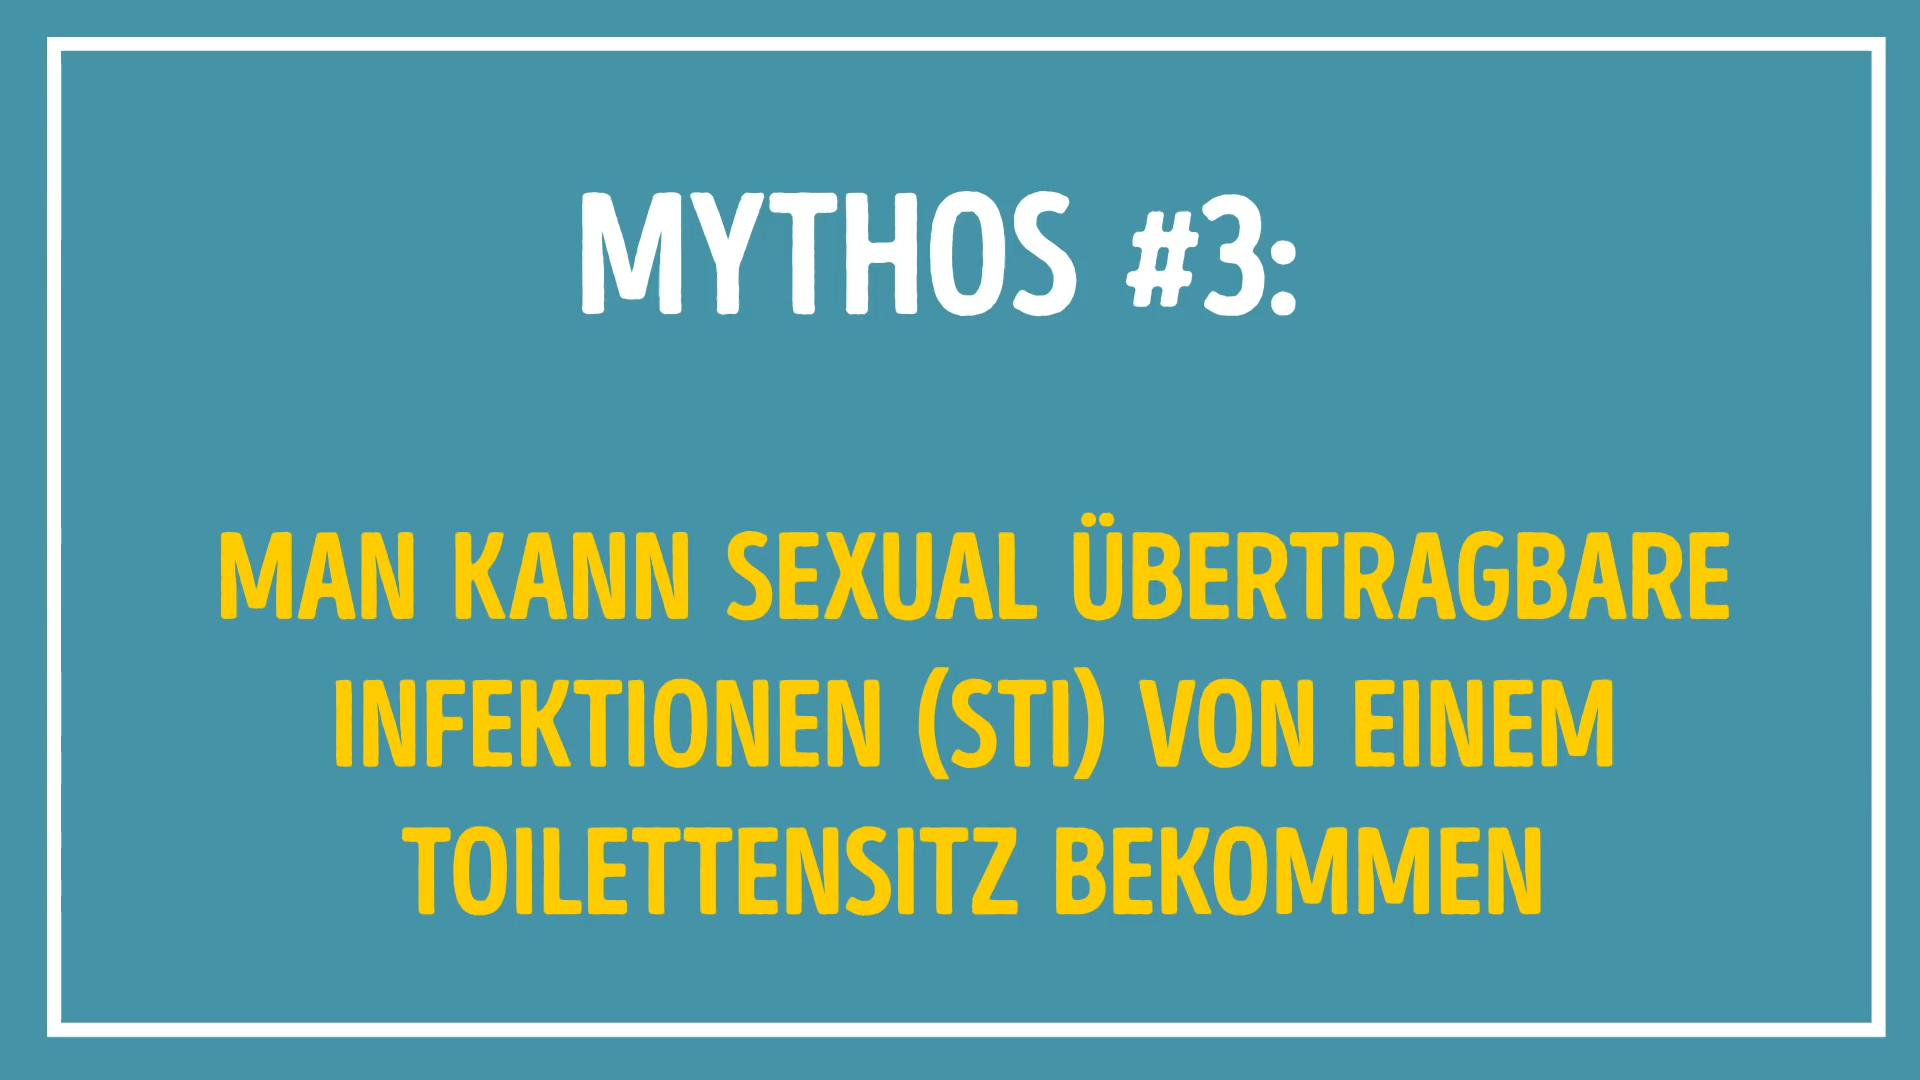 MYTHOS #3:
MAN KANN SEXUAL ÜBERTRAGBARE
INFEKTIONEN (STI) VON EINEM
TOILETTENSITZ BEKOMMEN